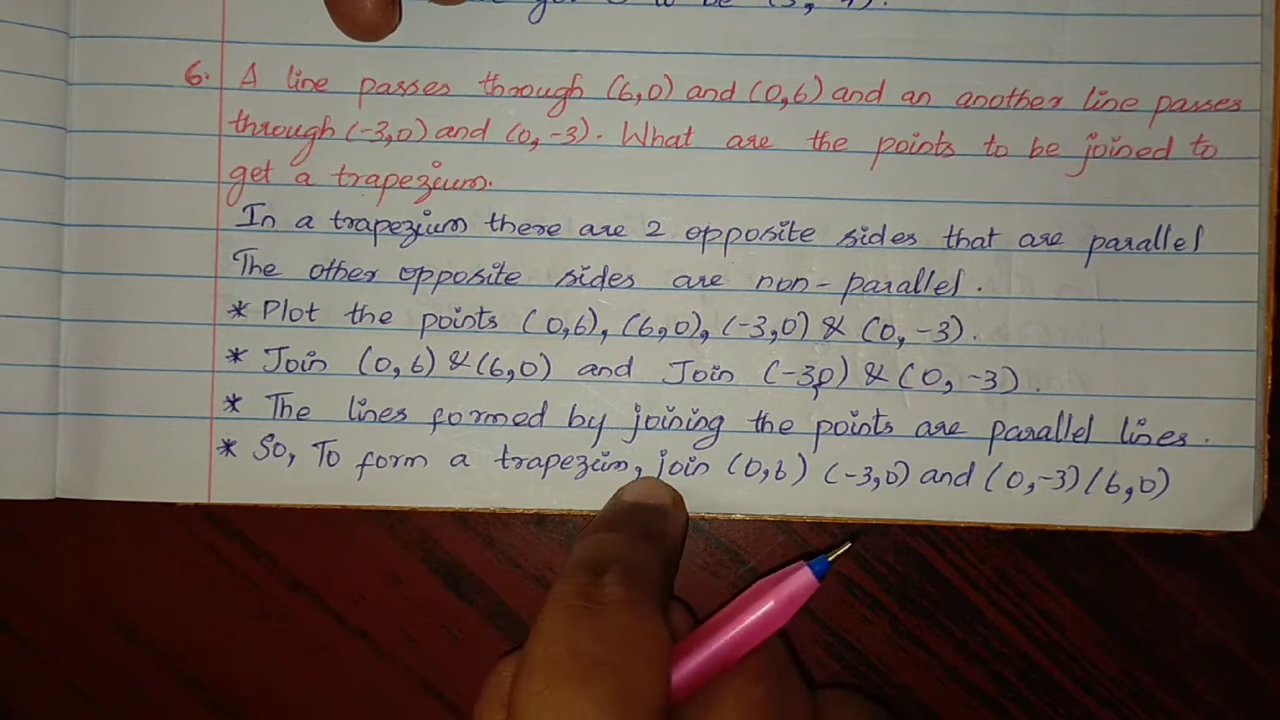 to be (3, 4).
6. A line passes through (6,0) and (0,6) and an another line passes
through (-3,0) and (0,-3). What are the points to be joined to
get a trapezium.
In a trapezium there are 2 opposite sides that are parallel
The other opposite sides are non-parallel.
* Plot the points (0,6), (6,0), (-3,0) & (0,-3).
* Join (0,6) & (6,0) and Join (-3,0) & (0,-3).
* The lines formed by joining the points are parallel lines.
* So, To form a trapezium, join (0,6) (-3,0) and (0,-3) (6,0)